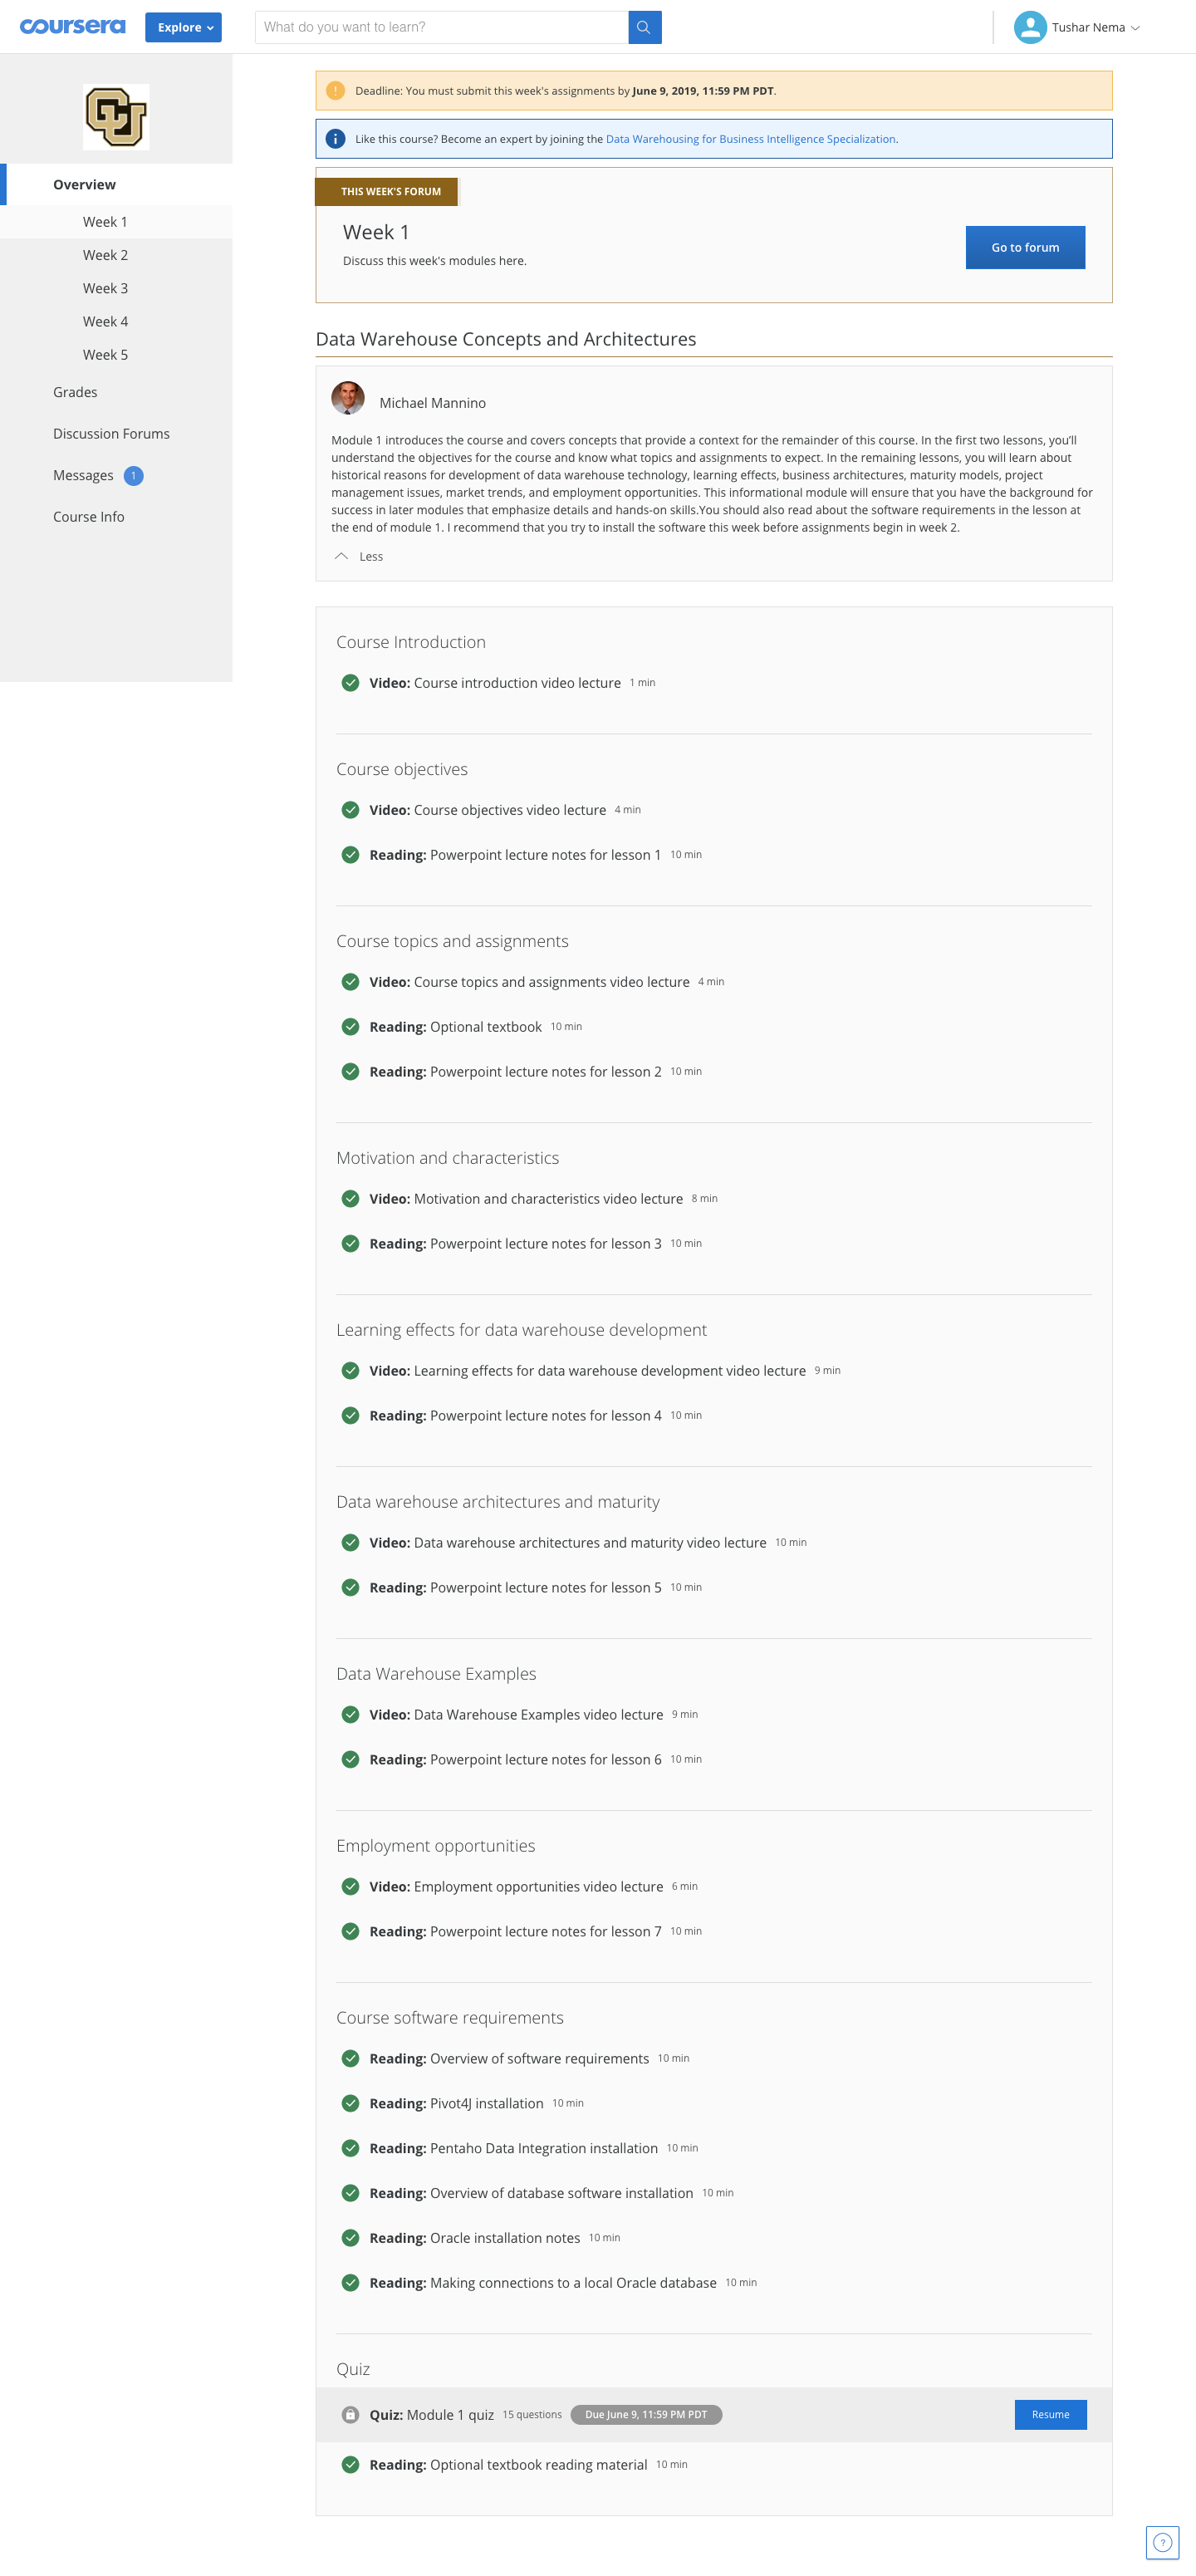 coursera
Explore
What do you want to learn?
Tushar Nema
CU
Overview
Week 1
Week 2
Week 3
Week 4
Week 5
Grades
Discussion Forums
Messages 1
Course Info
Deadline: You must submit this week's assignments by June 9, 2019, 11:59 PM PDT.
Like this course? Become an expert by joining the Data Warehousing for Business Intelligence Specialization.
THIS WEEK'S FORUM
Week 1
Discuss this week's modules here.
Go to forum
Data Warehouse Concepts and Architectures
Michael Mannino
Module 1 introduces the course and covers concepts that provide a context for the remainder of this course. In the first two lessons, you’ll
understand the objectives for the course and know what topics and assignments to expect. In the remaining lessons, you will learn about
historical reasons for development of data warehouse technology, learning effects, business architectures, maturity models, project
management issues, market trends, and employment opportunities. This informational module will ensure that you have the background for
success in later modules that emphasize details and hands-on skills.You should also read about the software requirements in the lesson at
the end of module 1. I recommend that you try to install the software this week before assignments begin in week 2.
Less
Course Introduction
Video: Course introduction video lecture 1 min
Course objectives
Video: Course objectives video lecture 4 min
Reading: Powerpoint lecture notes for lesson 1 10 min
Course topics and assignments
Video: Course topics and assignments video lecture 4 min
Reading: Optional textbook 10 min
Reading: Powerpoint lecture notes for lesson 2 10 min
Motivation and characteristics
Video: Motivation and characteristics video lecture 8 min
Reading: Powerpoint lecture notes for lesson 3 10 min
Learning effects for data warehouse development
Video: Learning effects for data warehouse development video lecture 9 min
Reading: Powerpoint lecture notes for lesson 4 10 min
Data warehouse architectures and maturity
Video: Data warehouse architectures and maturity video lecture 10 min
Reading: Powerpoint lecture notes for lesson 5 10 min
Data Warehouse Examples
Video: Data Warehouse Examples video lecture 9 min
Reading: Powerpoint lecture notes for lesson 6 10 min
Employment opportunities
Video: Employment opportunities video lecture 6 min
Reading: Powerpoint lecture notes for lesson 7 10 min
Course software requirements
Reading: Overview of software requirements 10 min
Reading: Pivot4J installation 10 min
Reading: Pentaho Data Integration installation 10 min
Reading: Overview of database software installation 10 min
Reading: Oracle installation notes 10 min
Reading: Making connections to a local Oracle database 10 min
Quiz
Quiz: Module 1 quiz 15 questions Due June 9, 11:59 PM PDT Resume
Reading: Optional textbook reading material 10 min
?